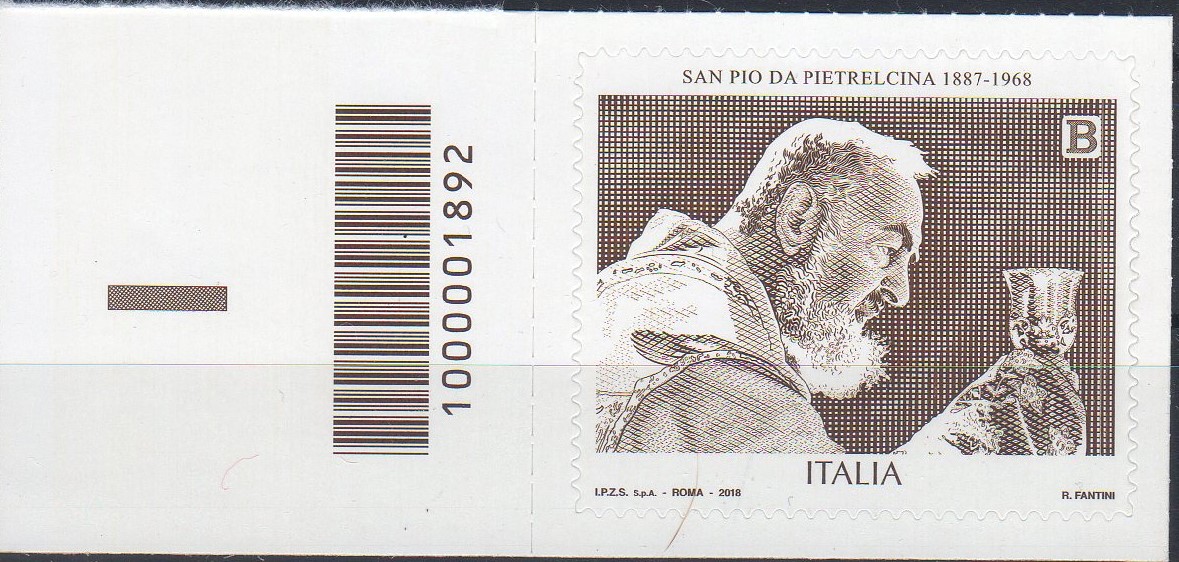 1000001892
SAN PIO DA PIETRELCINA 1887-1968
B
ITALIA
I.P.Z.S. S.p.A. - ROMA - 2018
R. FANTINI